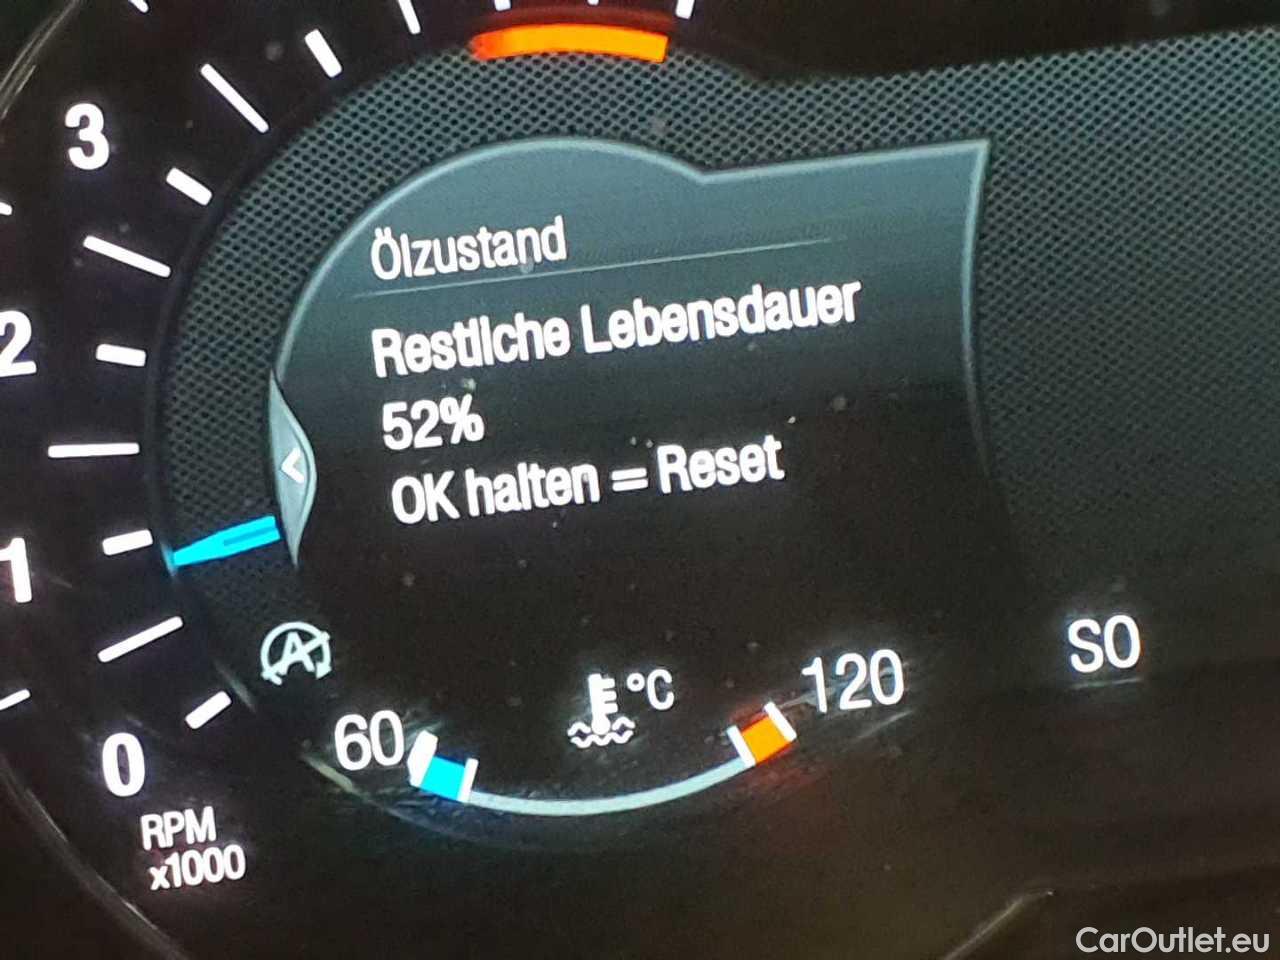 3
2
1
0
RPM
x1000
Ölzustand
Restliche Lebensdauer
52%
OK halten = Reset
A
60
°C
120
SO
CarOutlet.eu